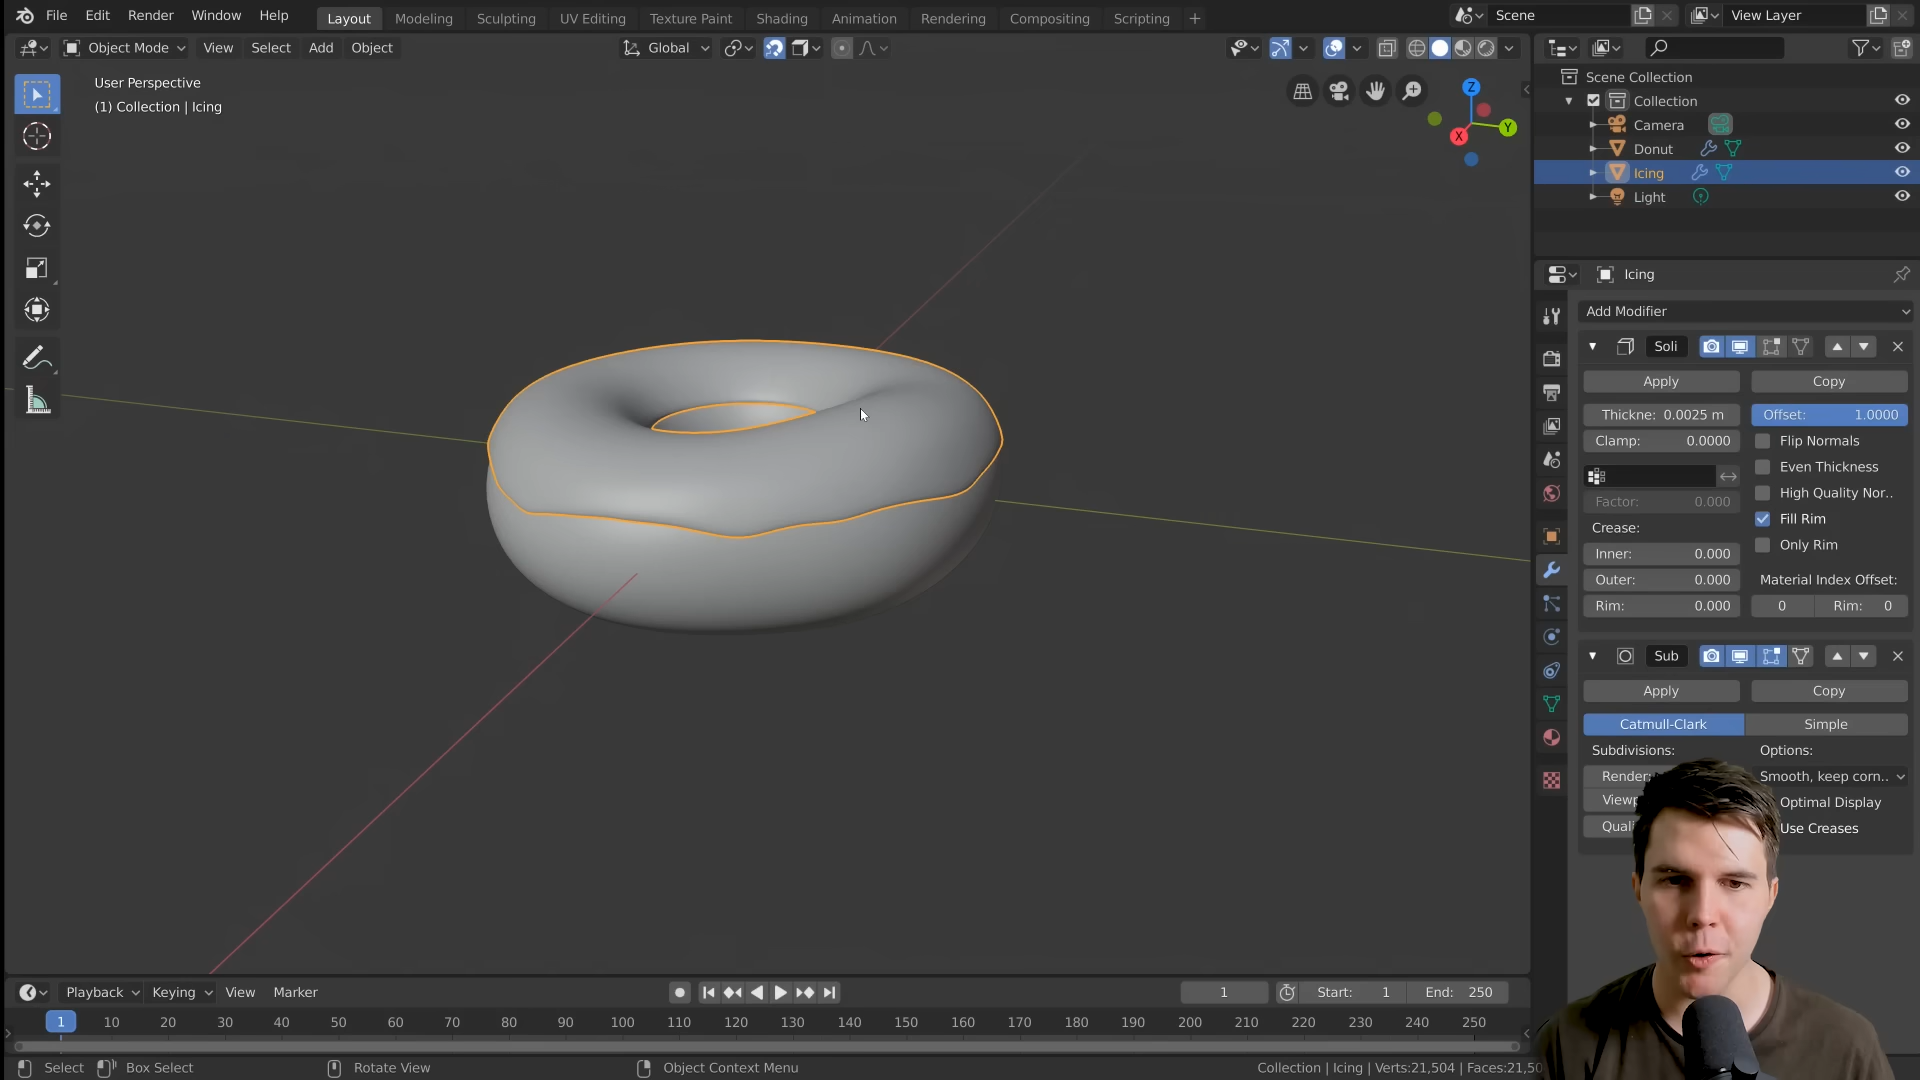 File Edit Render Window Help Layout Modeling Sculpting UV Editing Texture Paint Shading Animation Rendering Compositing Scripting + Scene View Layer
Object Mode View Select Add Object Global
User Perspective
(1) Collection | Icing
Z
Y
X
Scene Collection
Collection
Camera
Donut
Icing
Light
Icing
Add Modifier
Soli
Apply Copy
Thickne: 0.0025 m Offset: 1.0000
Clamp: 0.0000 Flip Normals
Even Thickness
High Quality Nor..
Factor: 0.000
Crease: Fill Rim
Only Rim
Inner: 0.000
Outer: 0.000 Material Index Offset:
Rim: 0.000 0 Rim: 0
Sub
Apply Copy
Catmull-Clark Simple
Subdivisions: Options:
Render: Smooth, keep corn..
Viewp Optimal Display
Quali Use Creases
Playback Keying View Marker 1 Start: 1 End: 250
1 10 20 30 40 50 60 70 80 90 100 110 120 130 140 150 160 170 180 190 200 210 220 230 240 250
Select Box Select Rotate View Object Context Menu Collection | Icing | Verts:21,504 | Faces:21,50